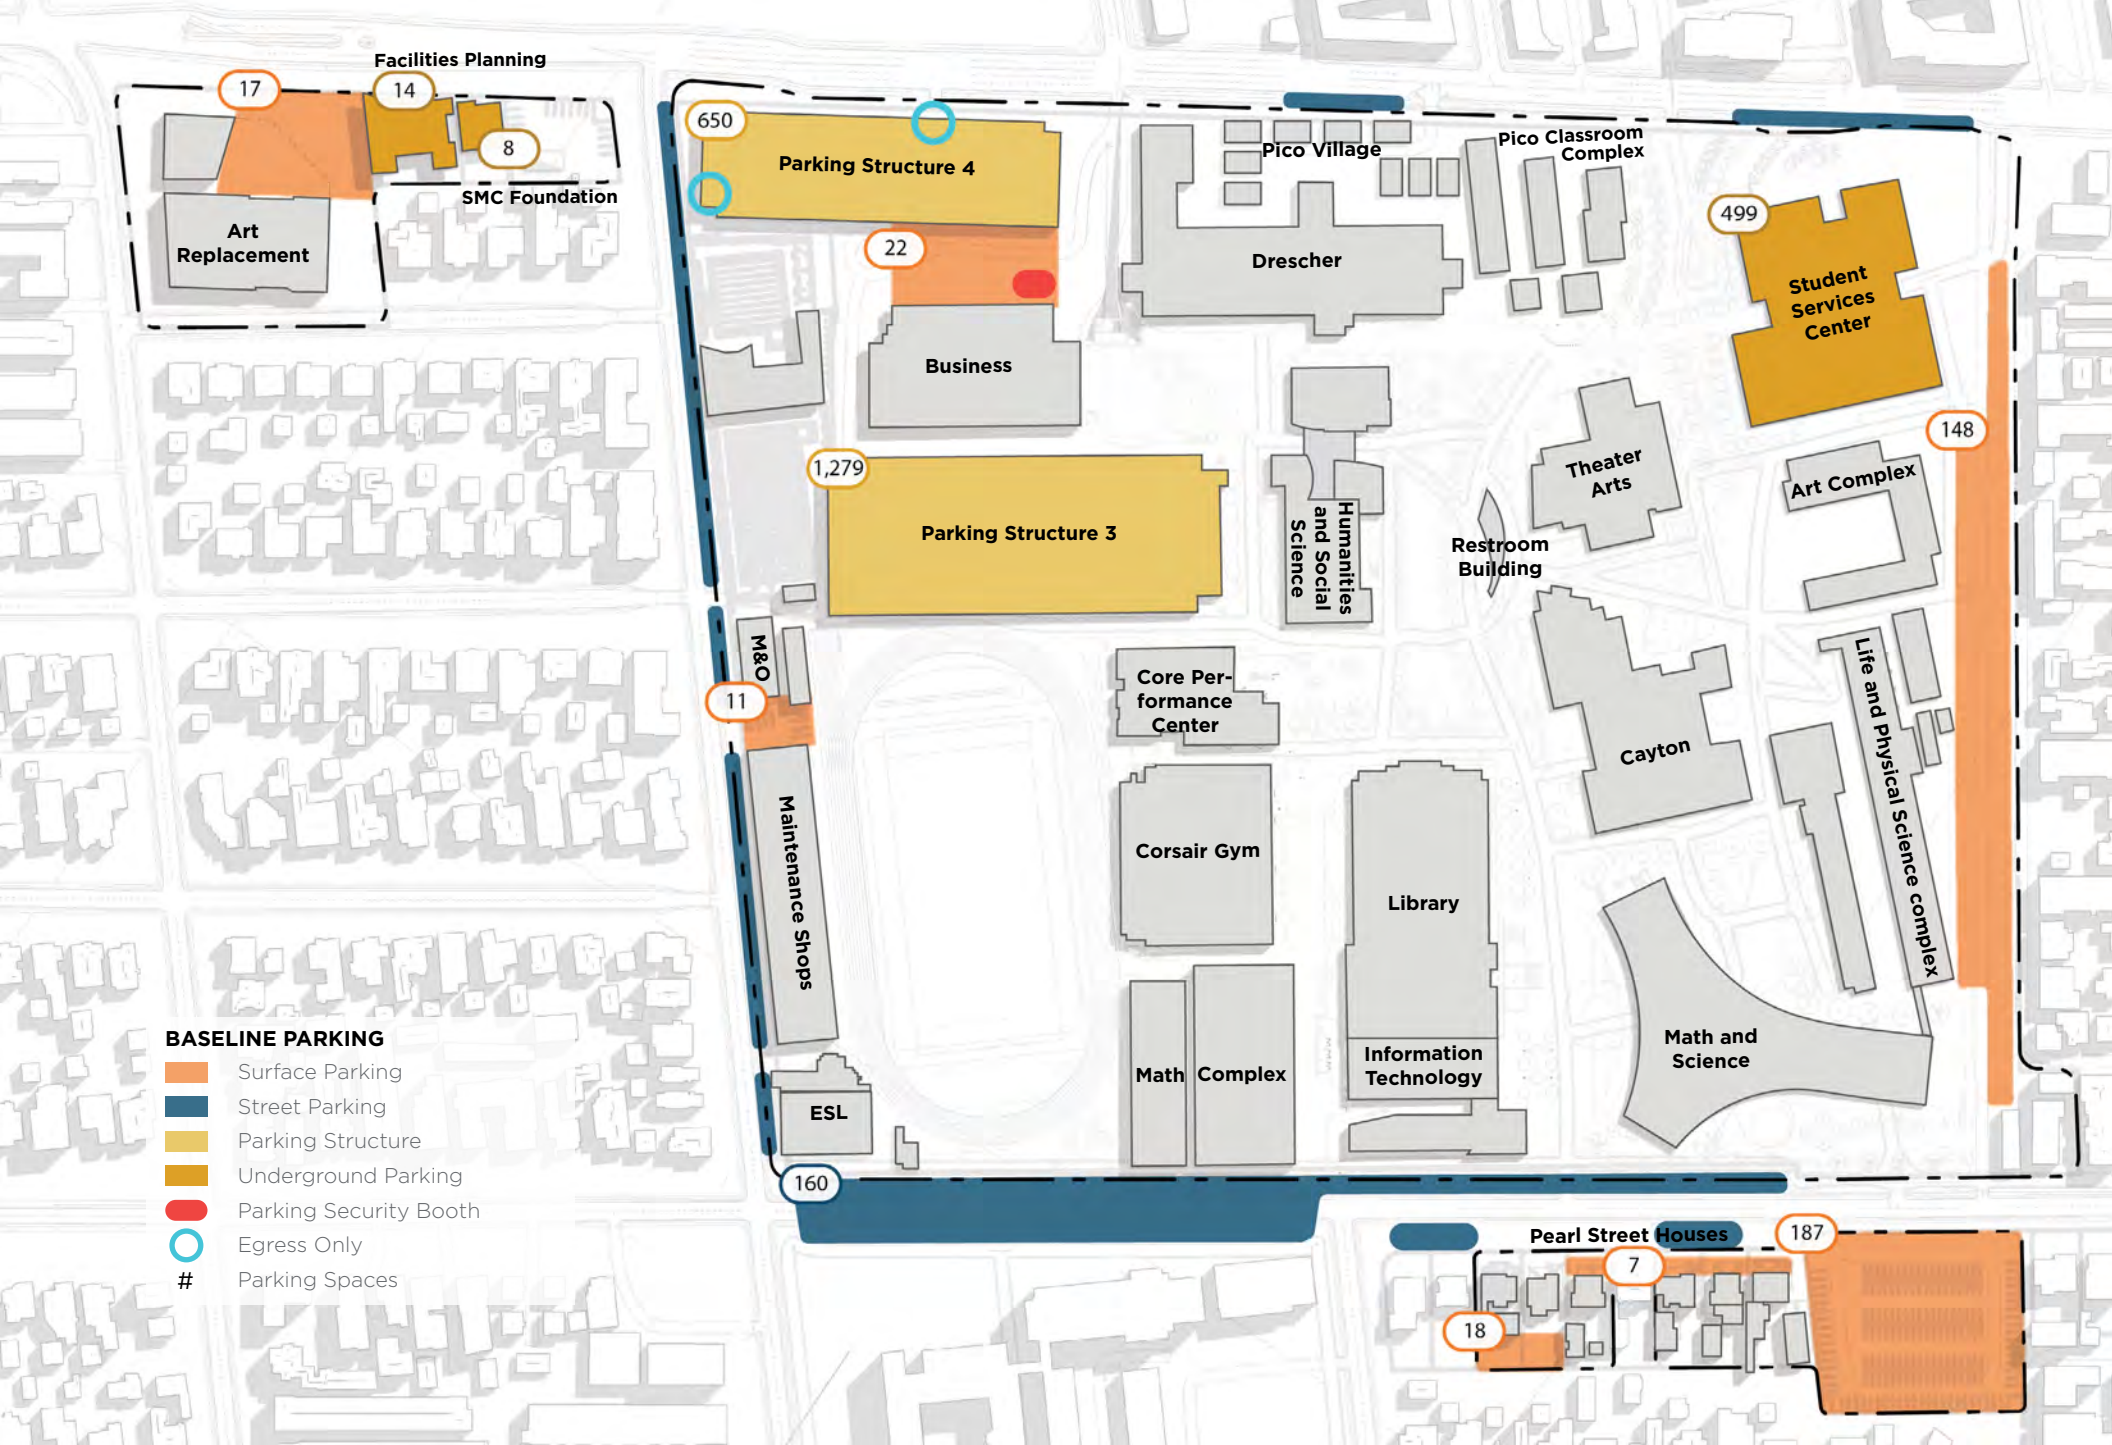 Facilities Planning
17
14
8
SMC Foundation
Art
Replacement
650
Parking Structure 4
22
Business
1,279
Parking Structure 3
Pico Village
Drescher
Pico Classroom
Complex
499
Student
Services
Center
148
Theater
Arts
Art Complex
Restroom
Building
Humanities
and Social
Science
M&O
11
Core Per-
formance
Center
Cayton
Life and Physical Science complex
Maintenance Shops
Corsair Gym
Library
Math and
Science
Information
Technology
Math
Complex
ESL
160
Pearl Street Houses
187
7
18
BASELINE PARKING
Surface Parking
Street Parking
Parking Structure
Underground Parking
Parking Security Booth
Egress Only
# Parking Spaces